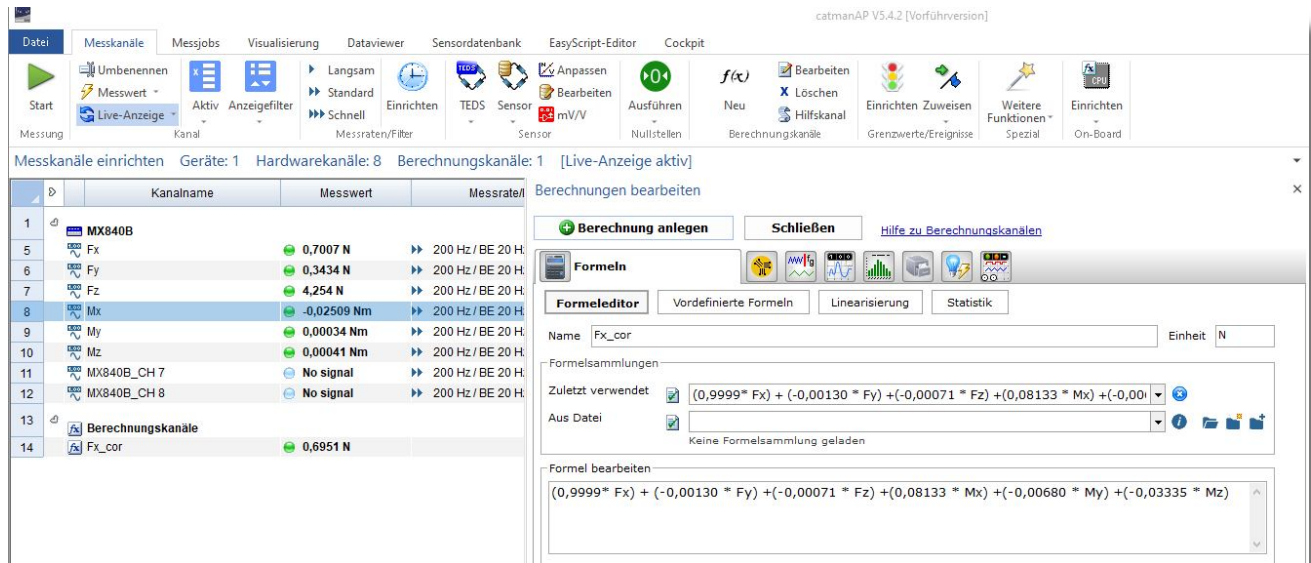 catmanAP V5.4.2 [Vorführversion]
Datei Messkanäle Messjobs Visualisierung Dataviewer Sensordatenbank EasyScript-Editor Cockpit
Umbenennen Langsam TEDS Anpassen Bearbeiten
Messwert Standard Bearbeiten Löschen
Live-Anzeige Schnell mV/V Hilfskanal
Start Aktiv Anzeigefilter Einrichten TEDS Sensor Ausführen f(x) Neu Einrichten Zuweisen Weitere Funktionen fx CPU Einrichten
Messung Kanal Messraten/Filter Sensor Nullstellen Berechnungskanäle Grenzwerte/Ereignisse Spezial On-Board
Messkanäle einrichten Geräte: 1 Hardwarekanäle: 8 Berechnungskanäle: 1 [Live-Anzeige aktiv]
Kanalname Messwert Messrate/
1 MX840B
5 Fx 0,7007 N 200 Hz / BE 20 H
6 Fy 0,3434 N 200 Hz / BE 20 H
7 Fz 4,254 N 200 Hz / BE 20 H
8 Mx -0,02509 Nm 200 Hz / BE 20 H
9 My 0,00034 Nm 200 Hz / BE 20 H
10 Mz 0,00041 Nm 200 Hz / BE 20 H
11 MX840B_CH 7 No signal 200 Hz / BE 20 H
12 MX840B_CH 8 No signal 200 Hz / BE 20 H
13 fx Berechnungskanäle
14 fx Fx_cor 0,6951 N
Berechnungen bearbeiten
Berechnung anlegen Schließen Hilfe zu Berechnungskanälen
Formeln
Formeleditor Vordefinierte Formeln Linearisierung Statistik
Name Fx_cor Einheit N
Formelsammlungen
Zuletzt verwendet (0,9999* Fx) + (-0,00130 * Fy) +(-0,00071 * Fz) +(0,08133 * Mx) +(-0,00
Aus Datei
Keine Formelsammlung geladen
Formel bearbeiten
(0,9999* Fx) + (-0,00130 * Fy) +(-0,00071 * Fz) +(0,08133 * Mx) +(-0,00680 * My) +(-0,03335 * Mz)